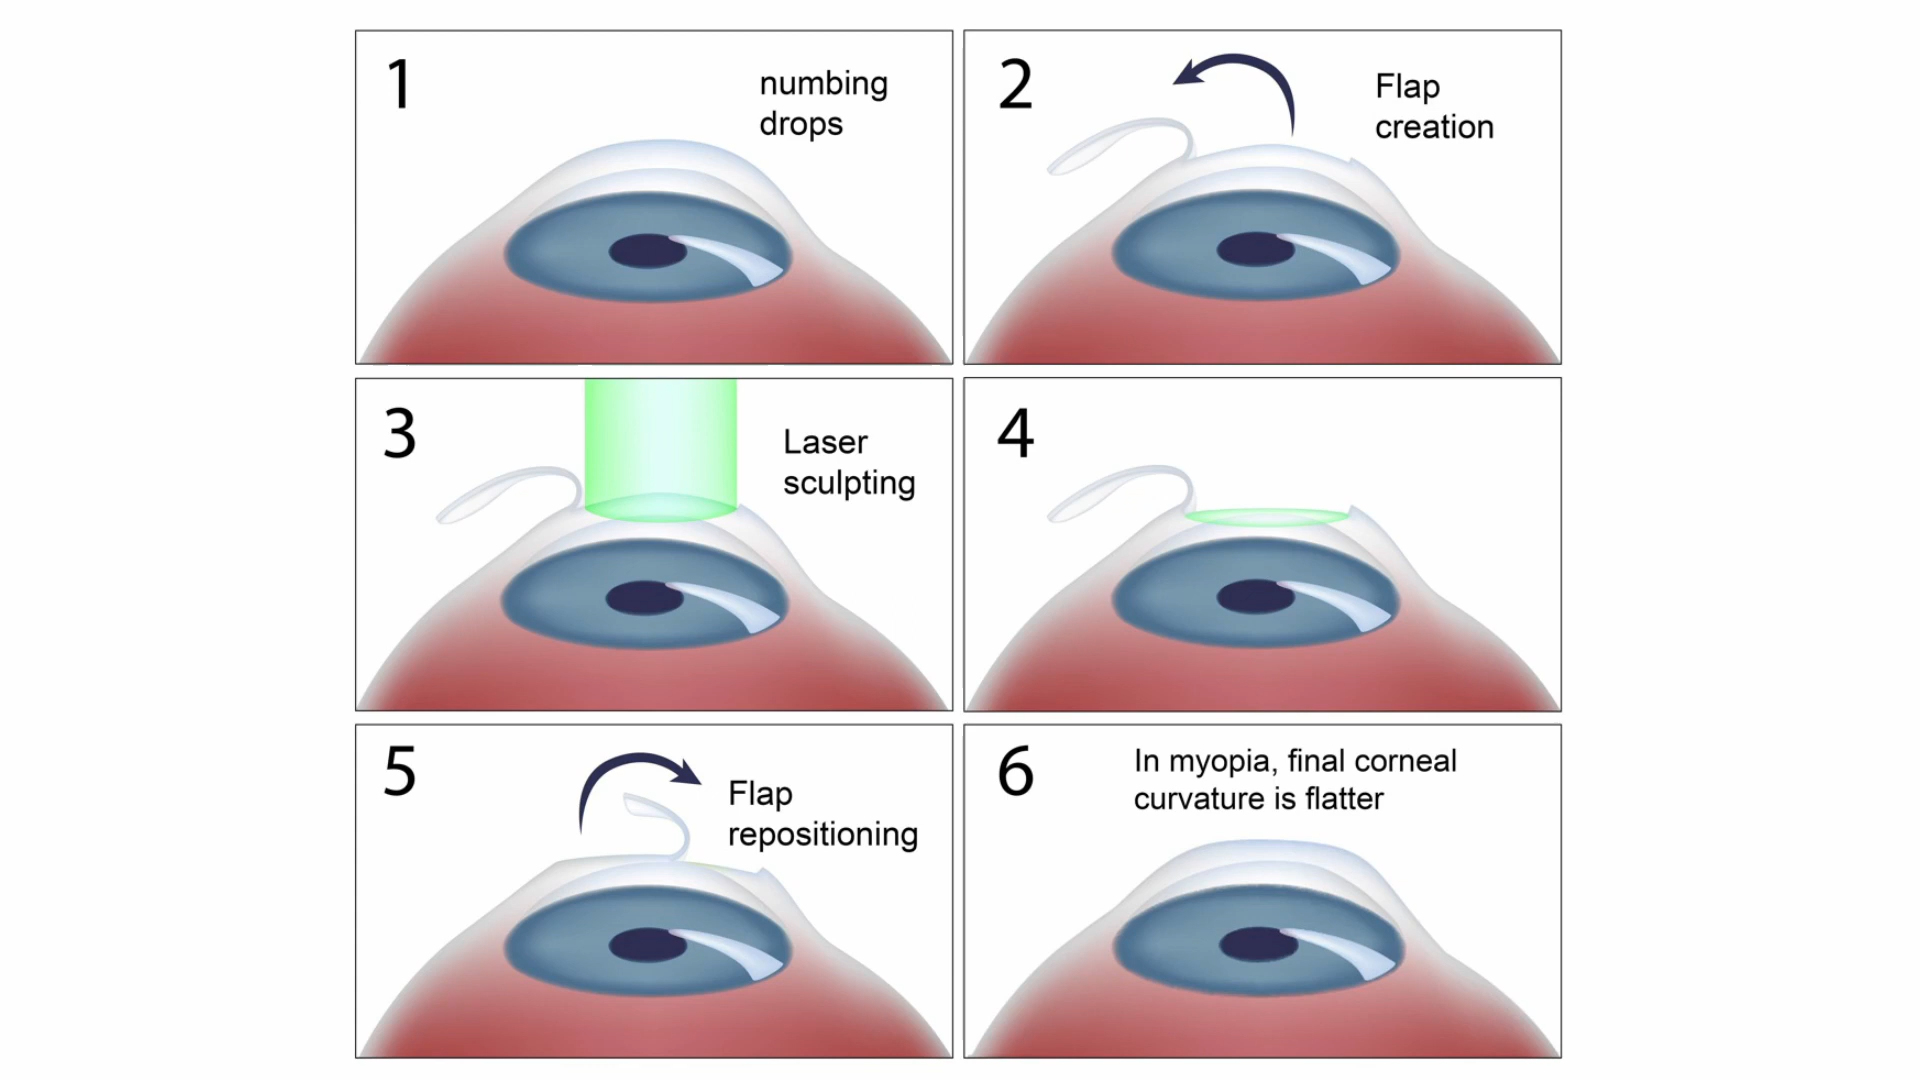 1
numbing
drops
2
Flap
creation
3
Laser
sculpting
4
5
Flap
repositioning
6
In myopia, final corneal
curvature is flatter